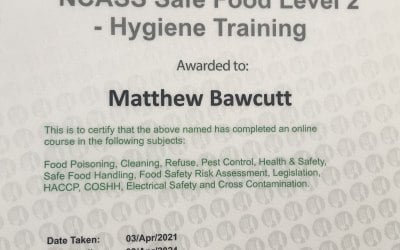 NCASS Safe Food Level 2
- Hygiene Training
Awarded to:
Matthew Bawcutt
This is to certify that the above named has completed an online
course in the following subjects:
Food Poisoning, Cleaning, Refuse, Pest Control, Health & Safety,
Safe Food Handling, Food Safety Risk Assessment, Legislation,
HACCP, COSHH, Electrical Safety and Cross Contamination.
Date Taken: 03/Apr/2021